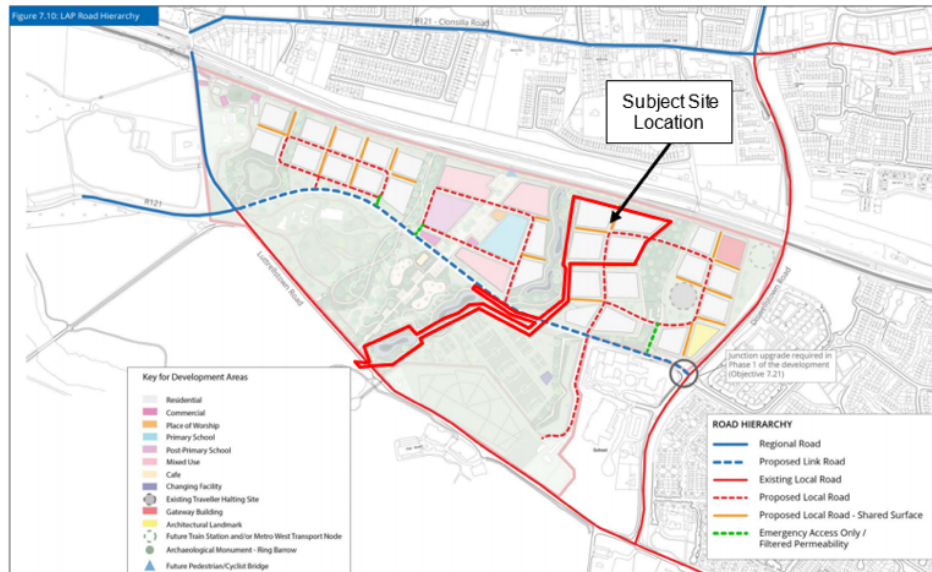 Figure 7.10: LAP Road Hierarchy
R121 - Clonsilla Road
Subject Site
Location
R121
Luttrellstown Road
Diswellstown Road
Junction upgrade required in
Phase 1 of the development
(Objective 7.21)
School
Key for Development Areas
Residential
Commercial
Place of Worship
Primary School
Post-Primary School
Mixed Use
Cafe
Changing Facility
Existing Traveller Halting Site
Gateway Building
Architectural Landmark
Future Train Station and/or Metro West Transport Node
Archaeological Monument - Ring Barrow
Future Pedestrian/Cyclist Bridge
ROAD HIERARCHY
Regional Road
Proposed Link Road
Existing Local Road
Proposed Local Road
Proposed Local Road - Shared Surface
Emergency Access Only /
Filtered Permeability